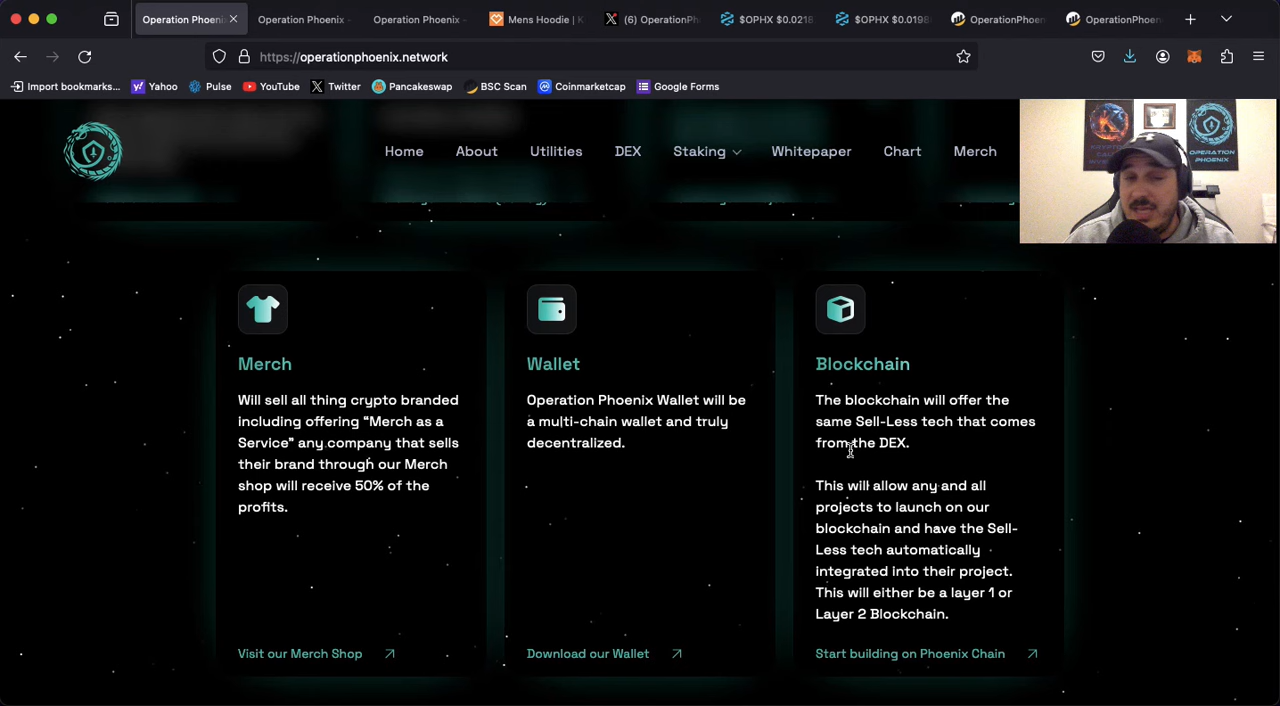 Operation Phoeni
Operation Phoenix -
Operation Phoenix -
Mens Hoodie | K
(6) OperationPh
$OPHX $0.0218
$OPHX $0.0198
OperationPhoen
OperationPhoen
https://operationphoenix.network
Import bookmarks...
Yahoo
Pulse
YouTube
Twitter
Pancakeswap
BSC Scan
Coinmarketcap
Google Forms
Home
About
Utilities
DEX
Staking
Whitepaper
Chart
Merch
OPERATION
PHOENIX
Merch
Will sell all thing crypto branded
including offering “Merch as a
Service” any company that sells
their brand through our Merch
shop will receive 50% of the
profits.
Visit our Merch Shop
Wallet
Operation Phoenix Wallet will be
a multi-chain wallet and truly
decentralized.
Download our Wallet
Blockchain
The blockchain will offer the
same Sell-Less tech that comes
from the DEX.
This will allow any and all
projects to launch on our
blockchain and have the Sell-
Less tech automatically
integrated into their project.
This will either be a layer 1 or
Layer 2 Blockchain.
Start building on Phoenix Chain